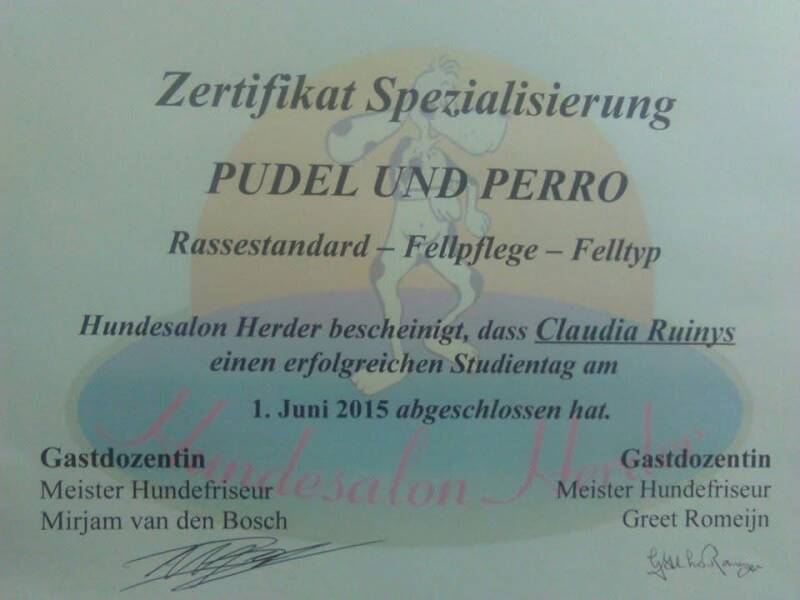 Zertifikat Spezialisierung
PUDEL UND PERRO
Rassestandard – Fellpflege – Felltyp
Hundesalon Herder bescheinigt, dass Claudia Ruinys
einen erfolgreichen Studientag am
1. Juni 2015 abgeschlossen hat.
Hundesalon Herder
Gastdozentin
Meister Hundefriseur
Mirjam van den Bosch
Gastdozentin
Meister Hundefriseur
Greet Romeijn